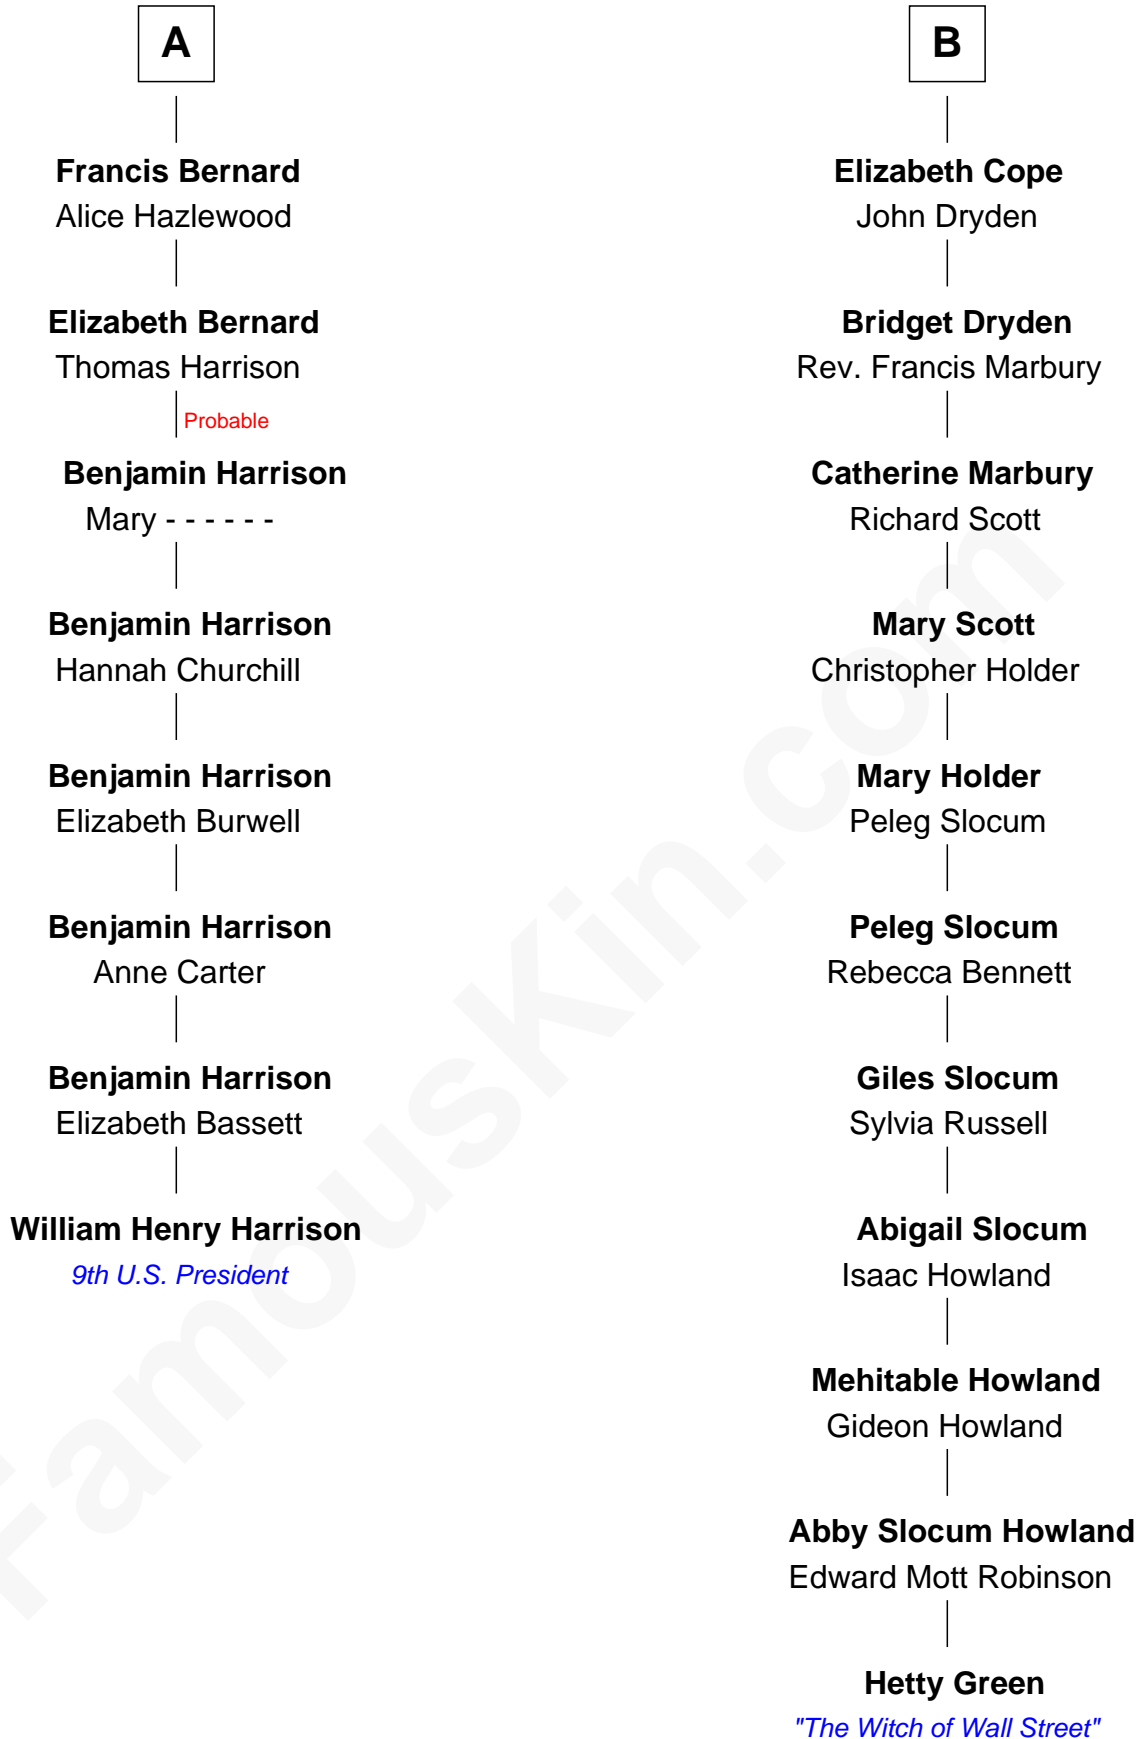 A
Francis Bernard
Alice Hazlewood
Elizabeth Bernard
Thomas Harrison
Probable
Benjamin Harrison
Mary - - - - - -
Benjamin Harrison
Hannah Churchill
Benjamin Harrison
Elizabeth Burwell
Benjamin Harrison
Anne Carter
Benjamin Harrison
Elizabeth Bassett
William Henry Harrison
9th U.S. President
B
Elizabeth Cope
John Dryden
Bridget Dryden
Rev. Francis Marbury
Catherine Marbury
Richard Scott
Mary Scott
Christopher Holder
Mary Holder
Peleg Slocum
Peleg Slocum
Rebecca Bennett
Giles Slocum
Sylvia Russell
Abigail Slocum
Isaac Howland
Mehitable Howland
Gideon Howland
Abby Slocum Howland
Edward Mott Robinson
Hetty Green
"The Witch of Wall Street"
FamousKin.com